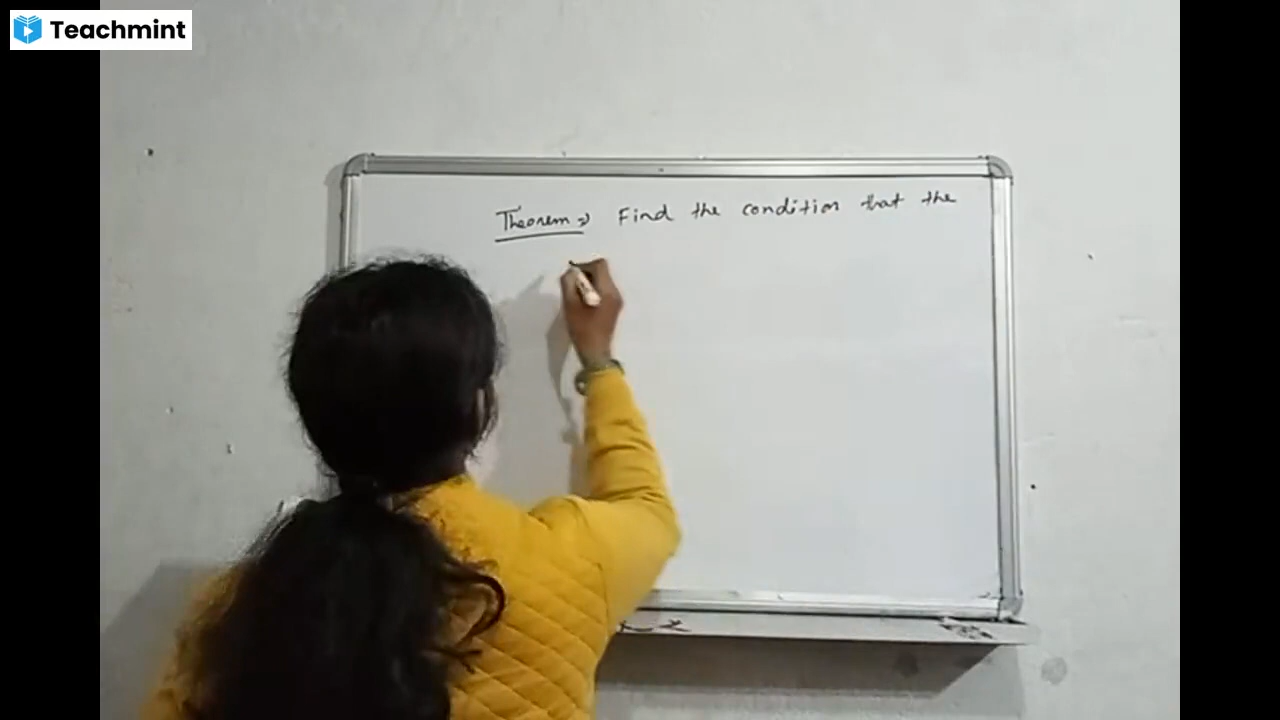 Teachmint
Theorem => Find the condition that the